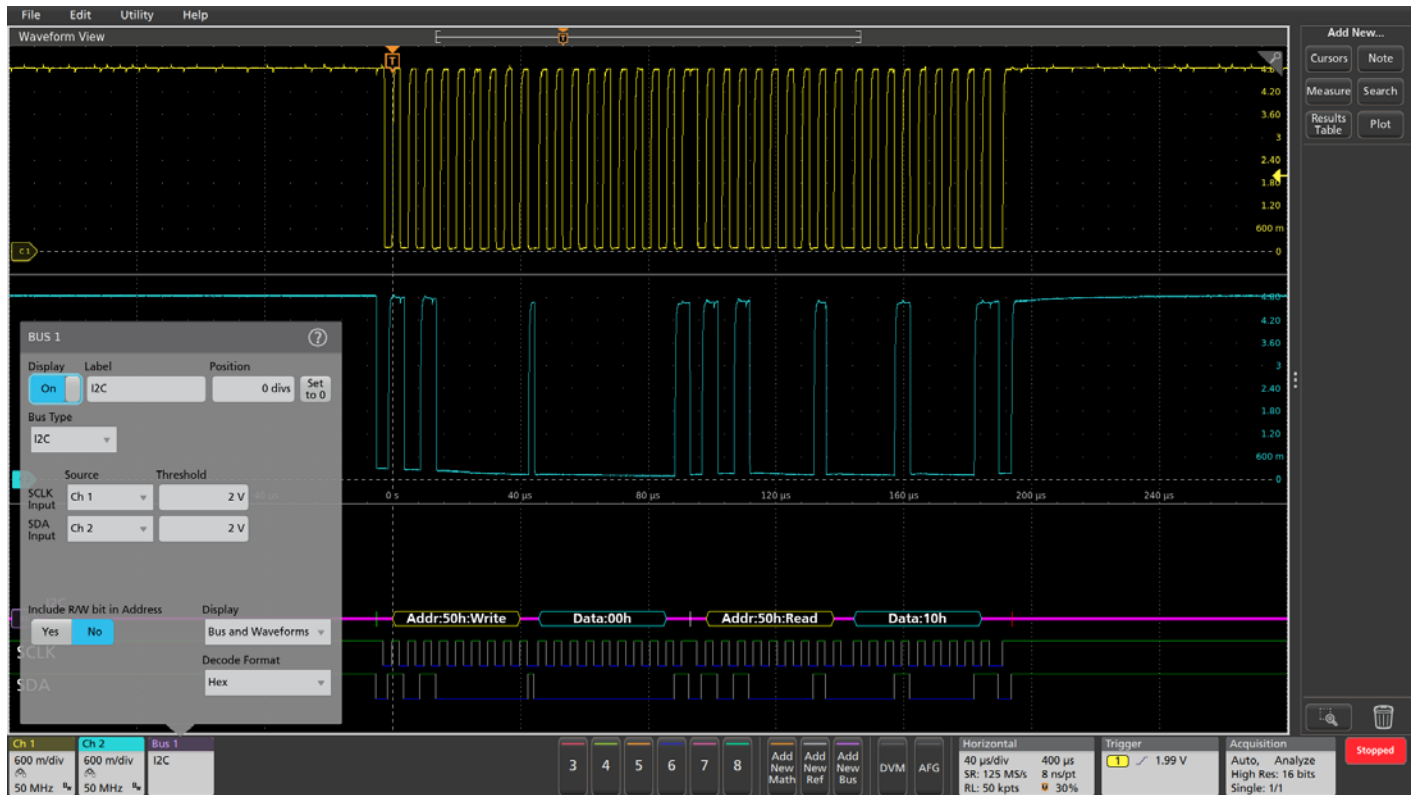 File Edit Utility Help
Waveform View
Add New...
Cursors Note
Measure Search
Results Table Plot
T
T
4.20
3.60
3
2.40
1.80
1.20
600 m
0
C1
4.80
4.20
3.60
3
2.40
1.80
1.20
600 m
0
0 s 40 µs 80 µs 120 µs 160 µs 200 µs 240 µs
BUS 1 ?
Display Label Position
On I2C 0 divs Set to 0
Bus Type
I2C
Source Threshold
SCLK Input Ch 1 2 V
SDA Input Ch 2 2 V
Include R/W bit in Address Display
Yes No Bus and Waveforms
Decode Format
Hex
I2C
SCLK
SDA
Addr:50h:Write Data:00h Addr:50h:Read Data:10h
Ch 1
600 m/div
50 MHz
Ch 2
600 m/div
50 MHz
Bus 1
I2C
3 4 5 6 7 8
Add New Math
Add New Ref
Add New Bus
DVM AFG
Horizontal
40 µs/div 400 µs
SR: 125 MS/s 8 ns/pt
RL: 50 kpts 30%
Trigger
1 1.99 V
Acquisition
Auto, Analyze
High Res: 16 bits
Single: 1/1
Stopped